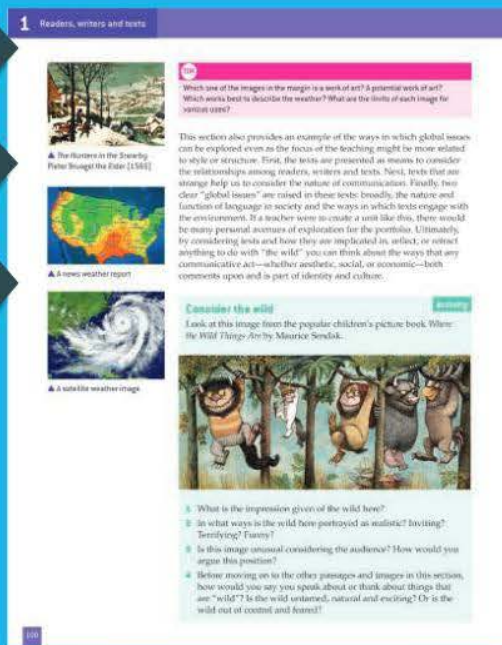 1 Readers, writers and texts
TOK
Which one of the images in the margin is a work of art? A potential work of art?
Which works best to describe the weather? What are the limits of each image for
various uses?
▲ The Hunters in the Snow by
Pieter Bruegel the Elder (1565)
▲ A news weather report
▲ A satellite weather image
This section also provides an example of the ways in which global issues
can be explored even as the focus of the teaching might be more related
to style or structure. First, the texts are presented as means to consider
the relationships among readers, writers and texts. Next, texts that are
strange help us to consider the nature of communication. Finally, two
clear "global issues" are raised in these texts: broadly, the nature and
function of language in society and the ways in which texts engage with
the environment. If a teacher were to create a unit like this, there would
be many personal avenues of exploration for the portfolio. Ultimately,
by considering texts and how they are implicated in, reflect, or retract
anything to do with "the wild" you can think about the ways that any
communicative act—whether aesthetic, social, or economic—both
comments upon and is part of identity and culture.
Consider the wild
Activity
Look at this image from the popular children's picture book Where
the Wild Things Are by Maurice Sendak.
1 What is the impression given of the wild here?
2 In what ways is the wild here portrayed as realistic? Inviting?
Terrifying? Funny?
3 Is this image unusual considering the audience? How would you
argue this position?
4 Before moving on to the other passages and images in this section,
how would you say you speak about or think about things that
are "wild"? Is the wild untamed, natural and exciting? Or is the
wild out of control and feared?